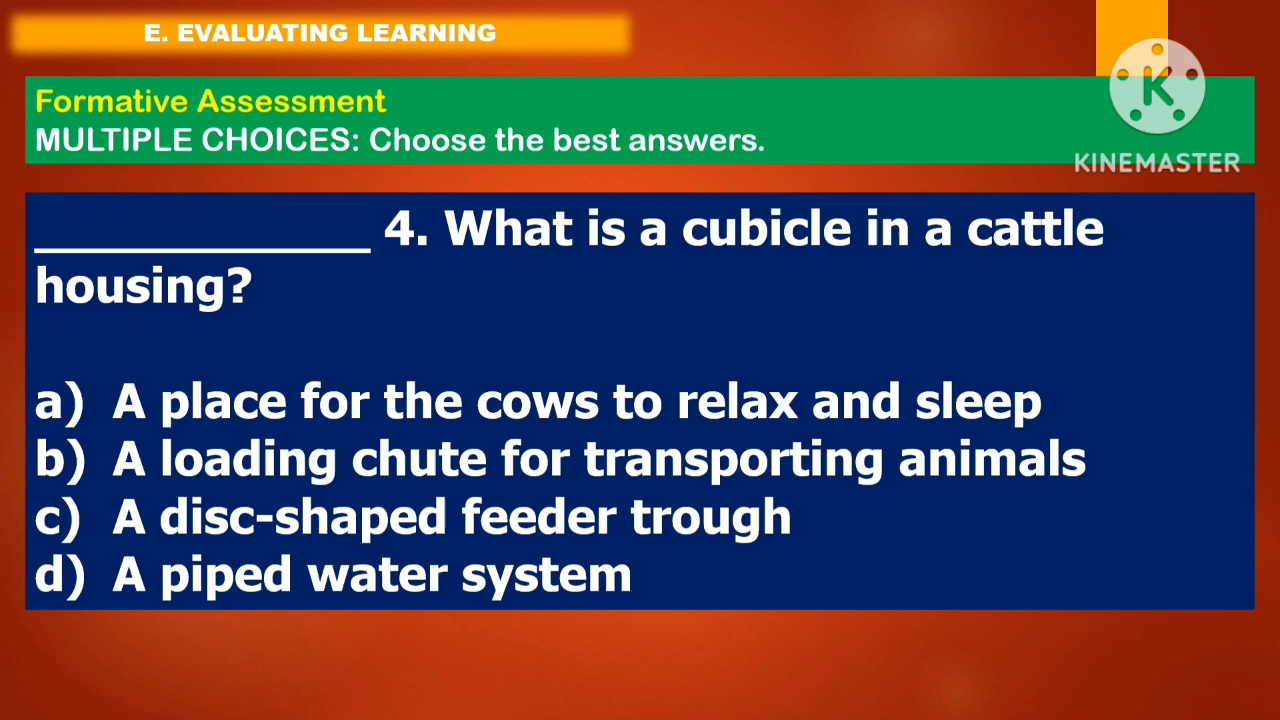 E. EVALUATING LEARNING
Formative Assessment
MULTIPLE CHOICES: Choose the best answers.
K
KINEMASTER
______________ 4. What is a cubicle in a cattle
housing?
a) A place for the cows to relax and sleep
b) A loading chute for transporting animals
c) A disc-shaped feeder trough
d) A piped water system